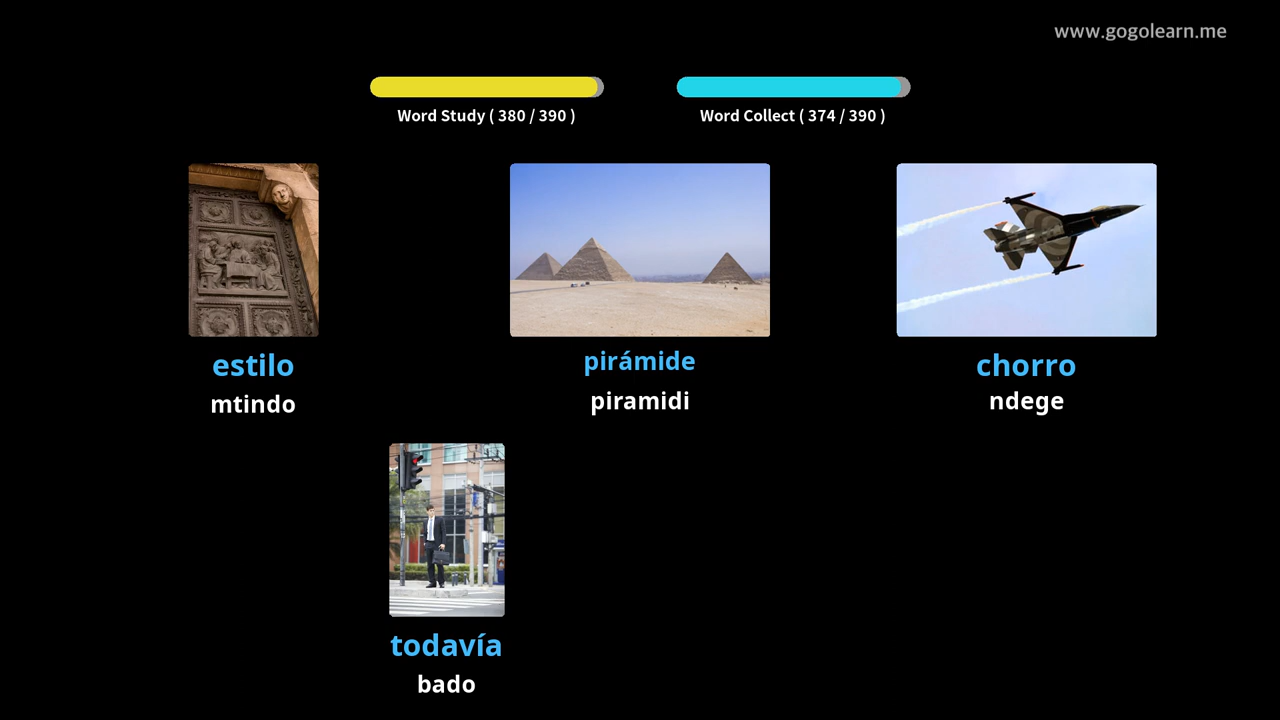 www.gogolearn.me
Word Study ( 380 / 390 )
Word Collect ( 374 / 390 )
estilo
mtindo
pirámide
piramidi
chorro
ndege
todavía
bado